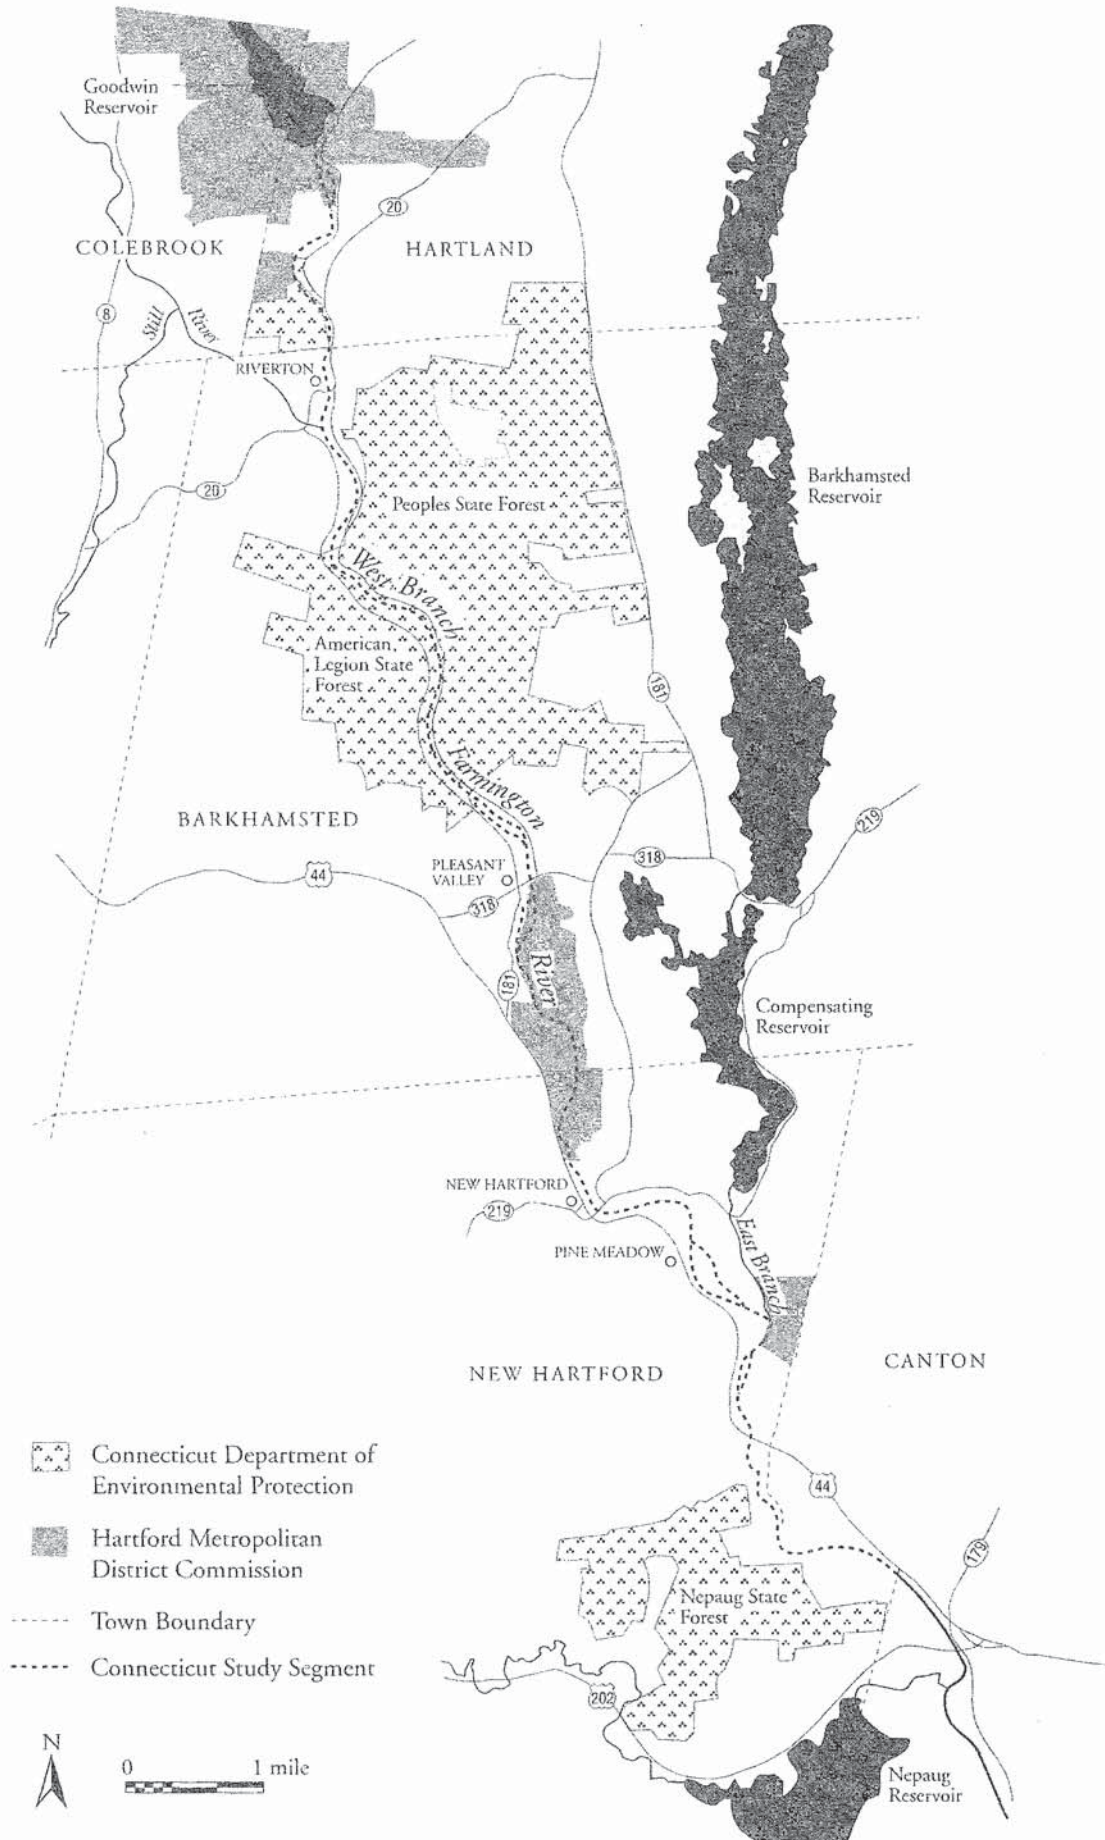 Goodwin
Reservoir
20
COLEBROOK
HARTLAND
8
Still
River
RIVERTON
Barkhamsted
Reservoir
20
Peoples State Forest
West Branch
American
Legion State
Forest
181
Farmington
BARKHAMSTED
219
318
PLEASANT
VALLEY
44
318
River
181
Compensating
Reservoir
NEW HARTFORD
219
East Branch
PINE MEADOW
NEW HARTFORD
CANTON
Connecticut Department of
Environmental Protection
44
Hartford Metropolitan
District Commission
179
Nepaug State
Forest
Town Boundary
Connecticut Study Segment
202
N
0 1 mile
Nepaug
Reservoir